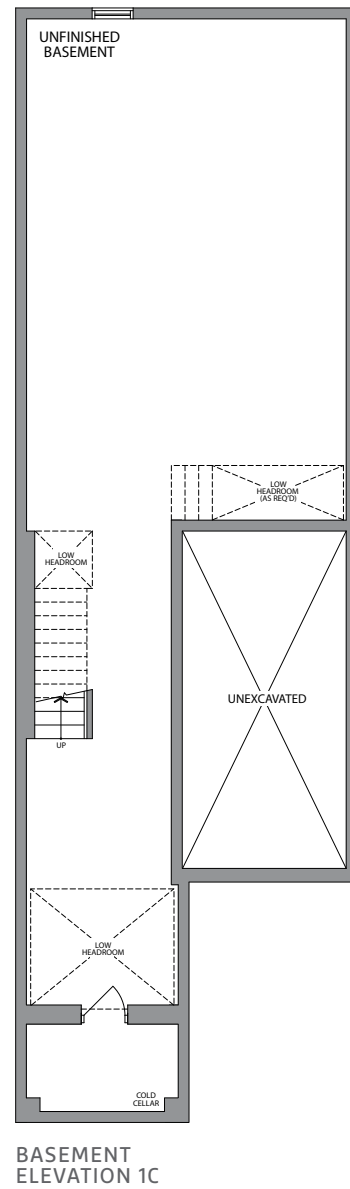 UNFINISHED
BASEMENT
LOW
HEADROOM
(AS REQ'D)
LOW
HEADROOM
UNEXCAVATED
UP
LOW
HEADROOM
COLD
CELLAR
BASEMENT
ELEVATION 1C